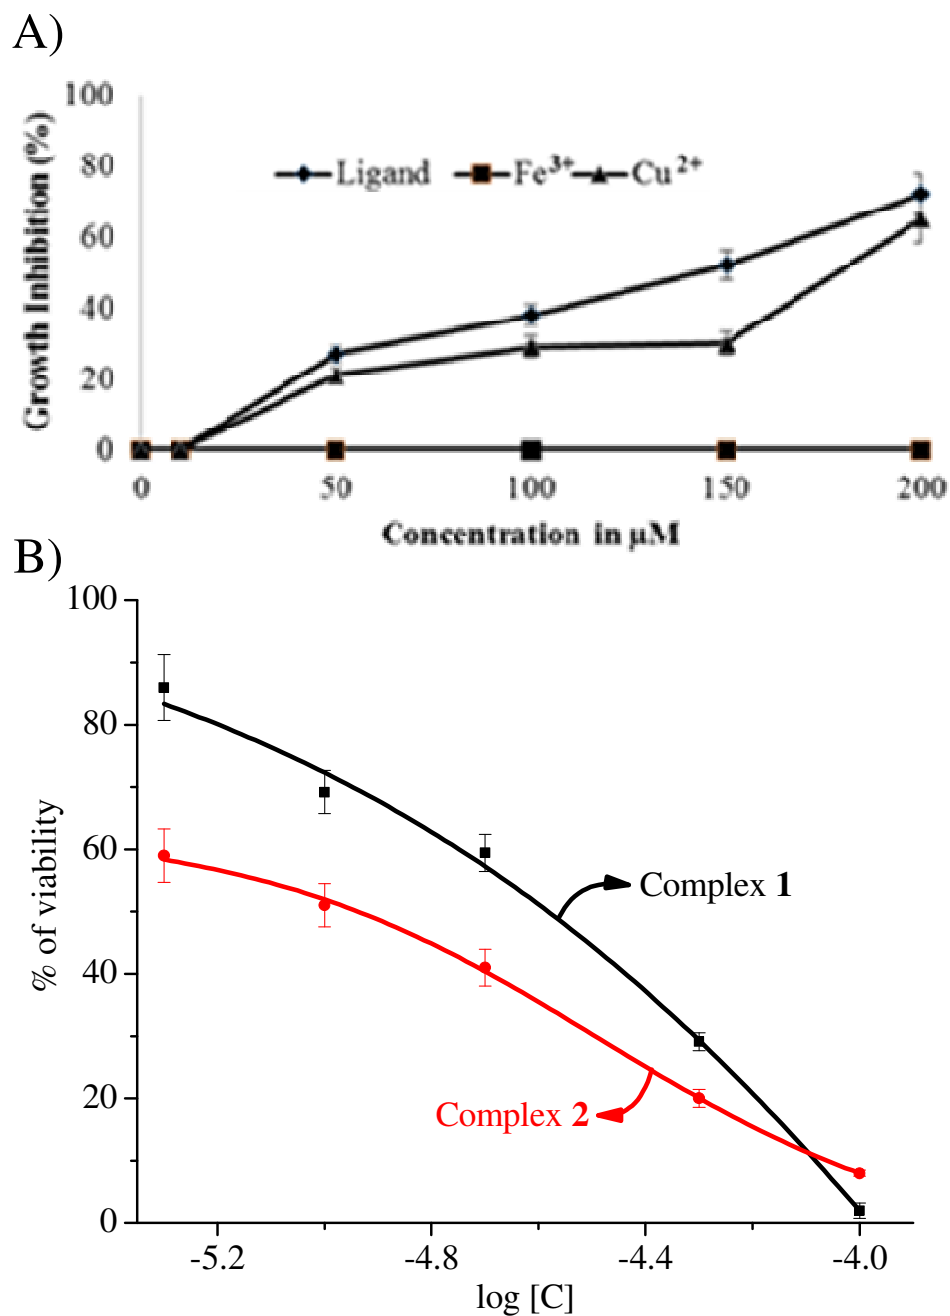 A)
100
80
60
40
20
0
Growth Inhibition (%)
Ligand Fe³⁺ Cu²⁺
0 50 100 150 200
Concentration in µM
B)
100
80
60
40
20
0
% of viability
Complex 1
Complex 2
-5.2 -4.8 -4.4 -4.0
log [C]